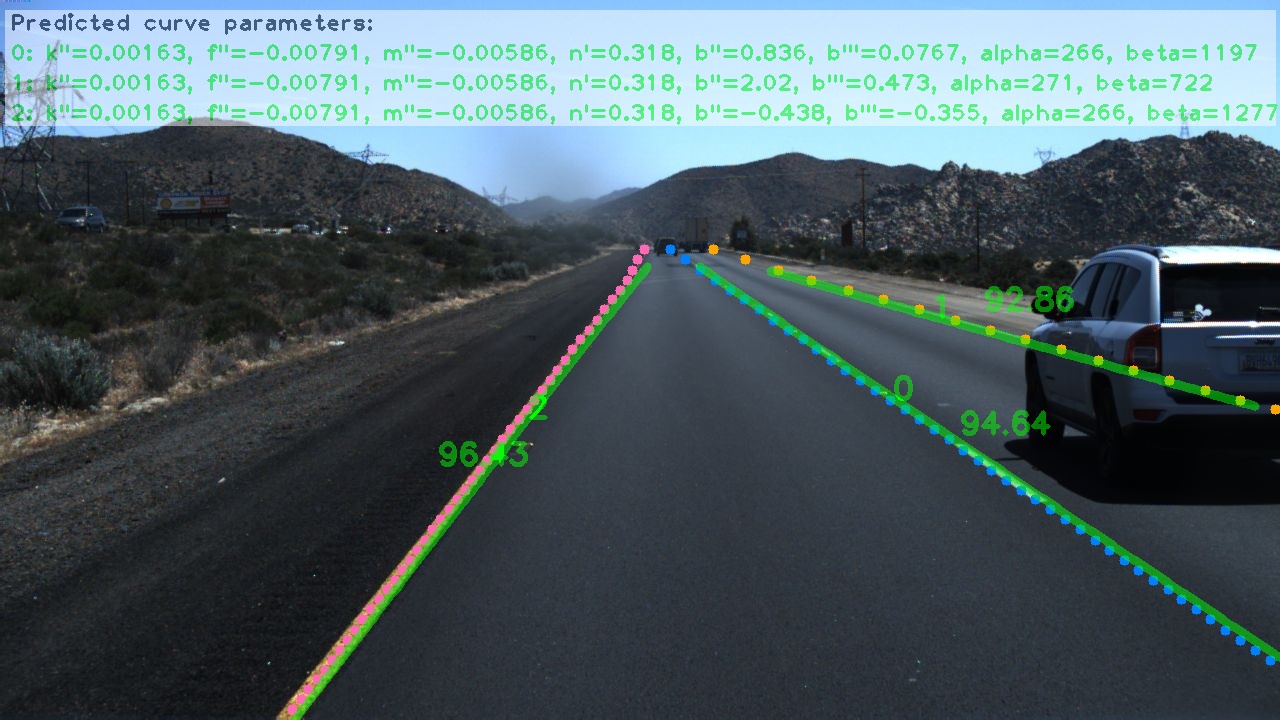 Predicted curve parameters:
0: k''=0.00163, f''=-0.00791, m''=-0.00586, n'=0.318, b''=0.836, b'''=0.0767, alpha=266, beta=1197
1: k''=0.00163, f''=-0.00791, m''=-0.00586, n'=0.318, b''=2.02, b'''=0.473, alpha=271, beta=722
2: k''=0.00163, f''=-0.00791, m''=-0.00586, n'=0.318, b''=-0.438, b'''=-0.355, alpha=266, beta=1277
1 92.86
0
94.64
2
96.43